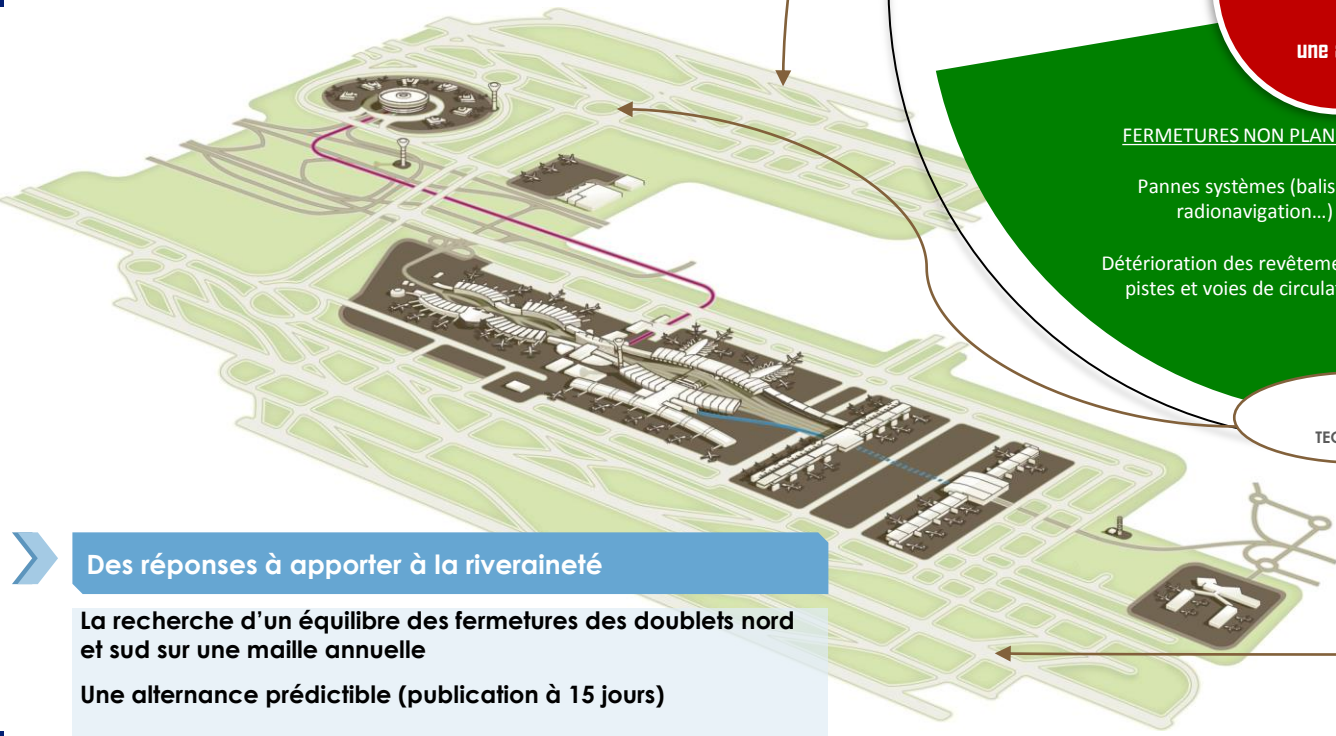 une
FERMETURES NON PLAN
Pannes systèmes (balis
radionavigation…)
Détérioration des revêteme
pistes et voies de circula
TEC
Des réponses à apporter à la riveraineté
La recherche d’un équilibre des fermetures des doublets nord
et sud sur une maille annuelle
Une alternance prédictible (publication à 15 jours)